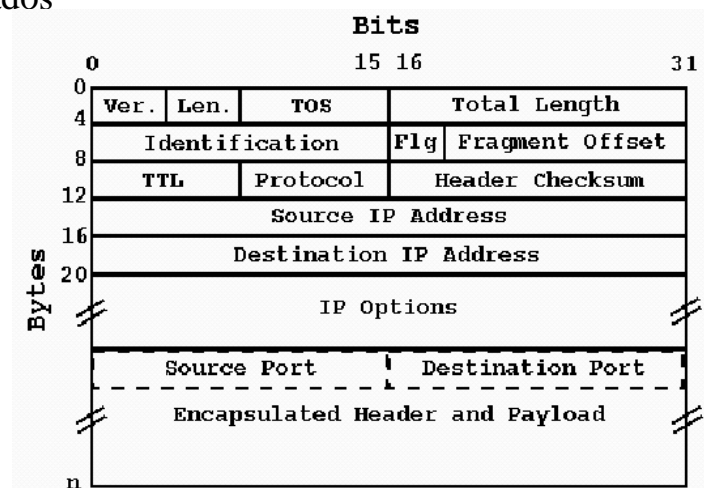 Bits
0 15 16 31
0
Ver. Len. TOS Total Length
4
Identification Flg Fragment Offset
8
TTL Protocol Header Checksum
12
Source IP Address
16
Destination IP Address
20
Bytes
IP Options
Source Port Destination Port
Encapsulated Header and Payload
n